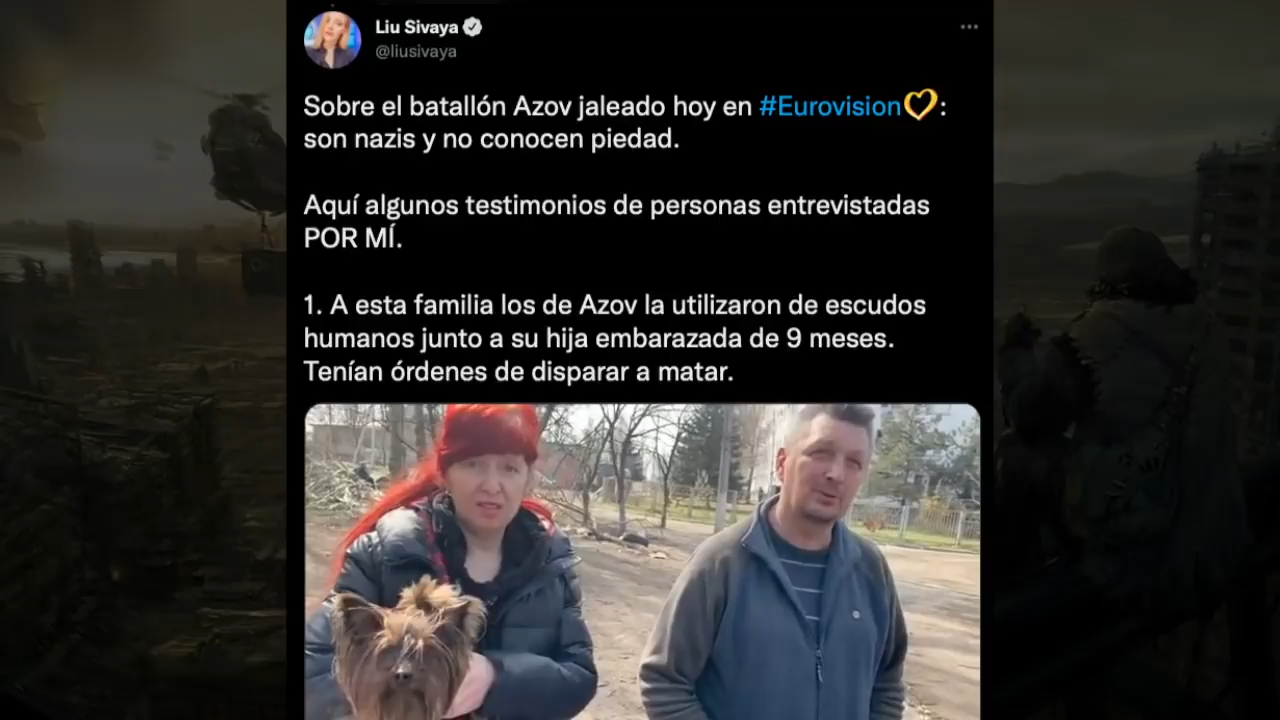 Liu Sivaya
@liusivaya
Sobre el batallón Azov jaleado hoy en #Eurovision💛:
son nazis y no conocen piedad.
Aquí algunos testimonios de personas entrevistadas
POR MÍ.
1. A esta familia los de Azov la utilizaron de escudos
humanos junto a su hija embarazada de 9 meses.
Tenían órdenes de disparar a matar.